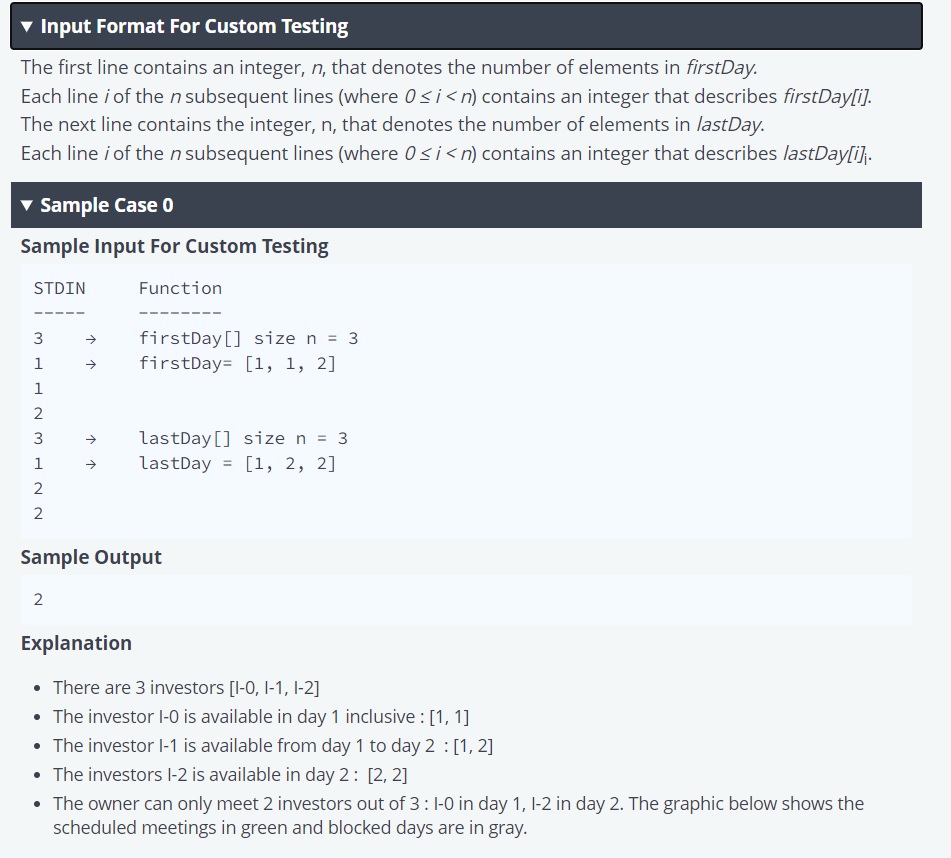 ▼ Input Format For Custom Testing
The first line contains an integer, n, that denotes the number of elements in firstDay.
Each line i of the n subsequent lines (where 0 ≤ i < n) contains an integer that describes firstDay[i].
The next line contains the integer, n, that denotes the number of elements in lastDay.
Each line i of the n subsequent lines (where 0 ≤ i < n) contains an integer that describes lastDay[i]ᵢ.
▼ Sample Case 0
Sample Input For Custom Testing
STDIN Function
----- --------
3 → firstDay[] size n = 3
1 → firstDay= [1, 1, 2]
1
2
3 → lastDay[] size n = 3
1 → lastDay = [1, 2, 2]
2
2
Sample Output
2
Explanation
• There are 3 investors [I-0, I-1, I-2]
• The investor I-0 is available in day 1 inclusive : [1, 1]
• The investor I-1 is available from day 1 to day 2 : [1, 2]
• The investors I-2 is available in day 2 : [2, 2]
• The owner can only meet 2 investors out of 3 : I-0 in day 1, I-2 in day 2. The graphic below shows the
scheduled meetings in green and blocked days are in gray.